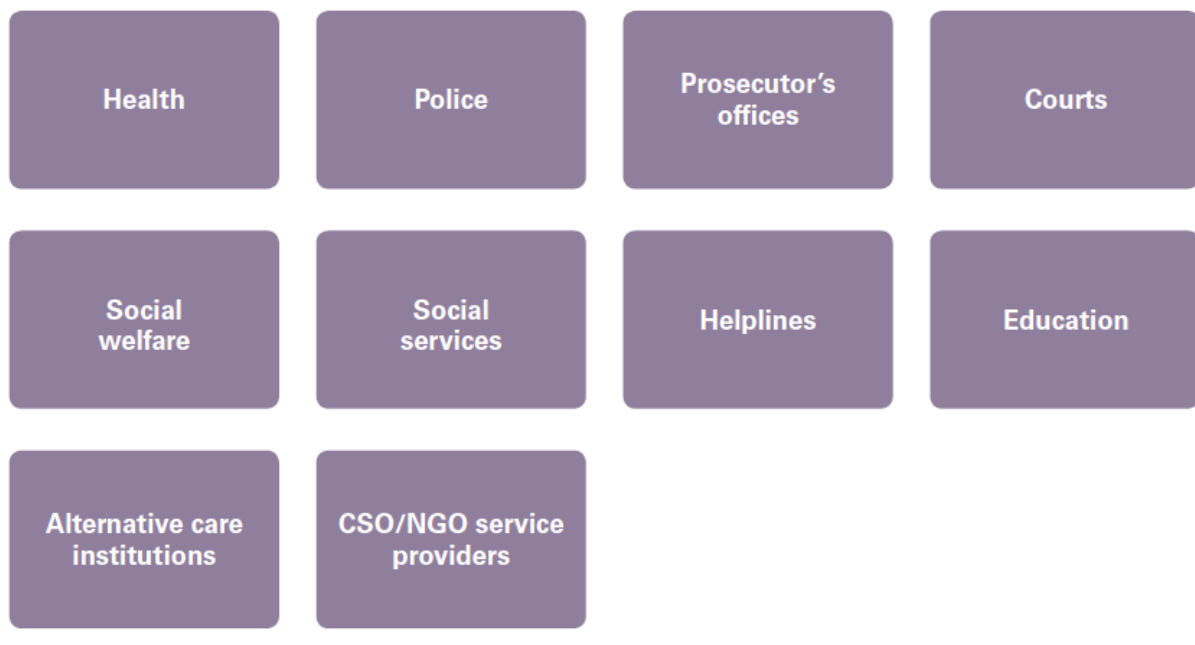 Health
Police
Prosecutor's
offices
Courts
Social
welfare
Social
services
Helplines
Education
Alternative care
institutions
CSO/NGO service
providers